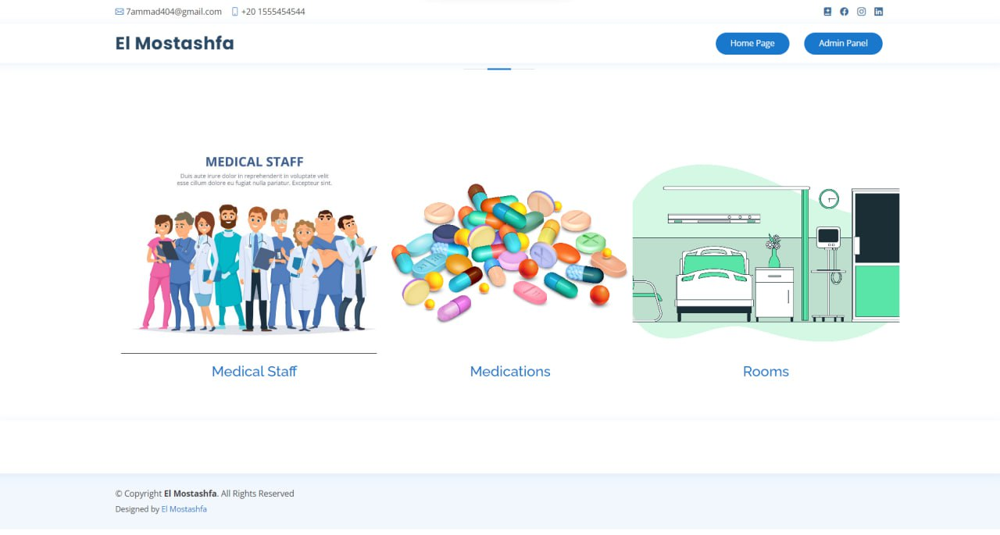 7ammad404@gmail.com +20 1555454544
El Mostashfa
Home Page Admin Panel
MEDICAL STAFF
Duis aute irure dolor in reprehenderit in voluptate velit
esse cillum dolore eu fugiat nulla pariatur. Excepteur sint.
Medical Staff
Medications
Rooms
© Copyright El Mostashfa. All Rights Reserved
Designed by El Mostashfa